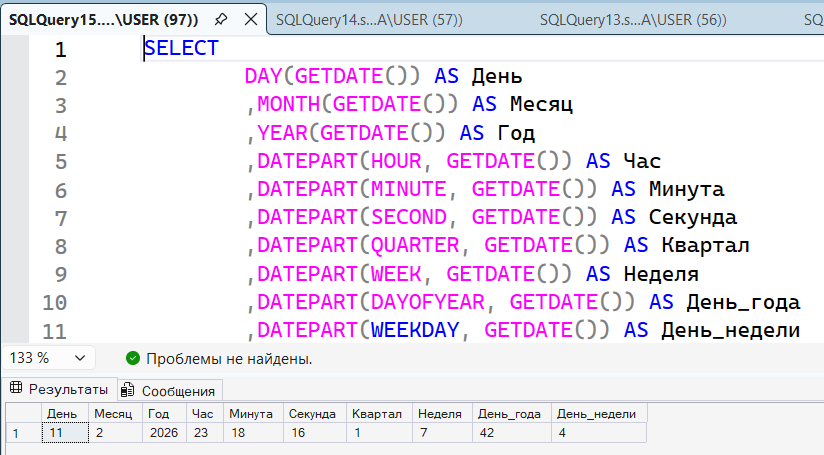 SQLQuery15....\USER (97)) SQLQuery14.s...A\USER (57)) SQLQuery13.s...A\USER (56)) SQ
1 SELECT
2 DAY(GETDATE()) AS День
3 ,MONTH(GETDATE()) AS Месяц
4 ,YEAR(GETDATE()) AS Год
5 ,DATEPART(HOUR, GETDATE()) AS Час
6 ,DATEPART(MINUTE, GETDATE()) AS Минута
7 ,DATEPART(SECOND, GETDATE()) AS Секунда
8 ,DATEPART(QUARTER, GETDATE()) AS Квартал
9 ,DATEPART(WEEK, GETDATE()) AS Неделя
10 ,DATEPART(DAYOFYEAR, GETDATE()) AS День_года
11 ,DATEPART(WEEKDAY, GETDATE()) AS День_недели
133 % Проблемы не найдены.
Результаты Сообщения
День Месяц Год Час Минута Секунда Квартал Неделя День_года День_недели
1 11 2 2026 23 18 16 1 7 42 4